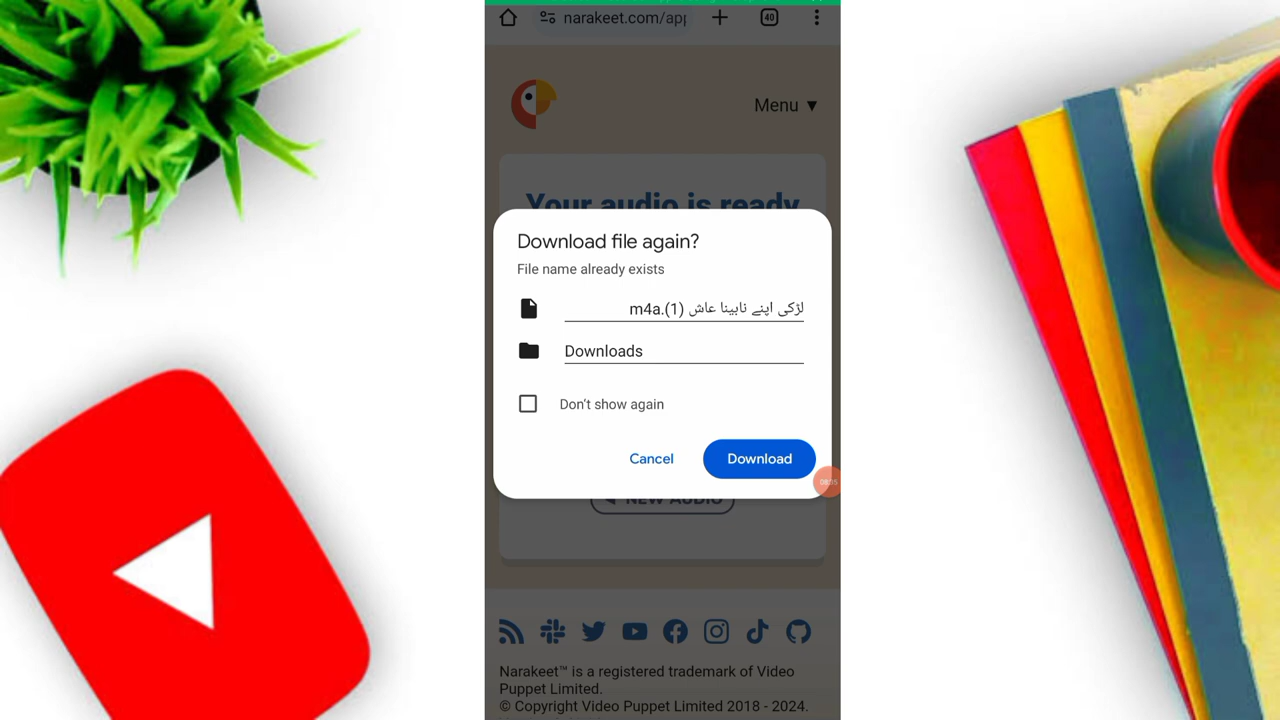 narakeet.com/app
40
Menu ▼
Your audio is ready
Download file again?
File name already exists
لڑکی اپنے نابینا عاش (1).m4a
Downloads
Don't show again
Cancel
Download
NEW AUDIO
Narakeet™ is a registered trademark of Video
Puppet Limited.
© Copyright Video Puppet Limited 2018 - 2024.